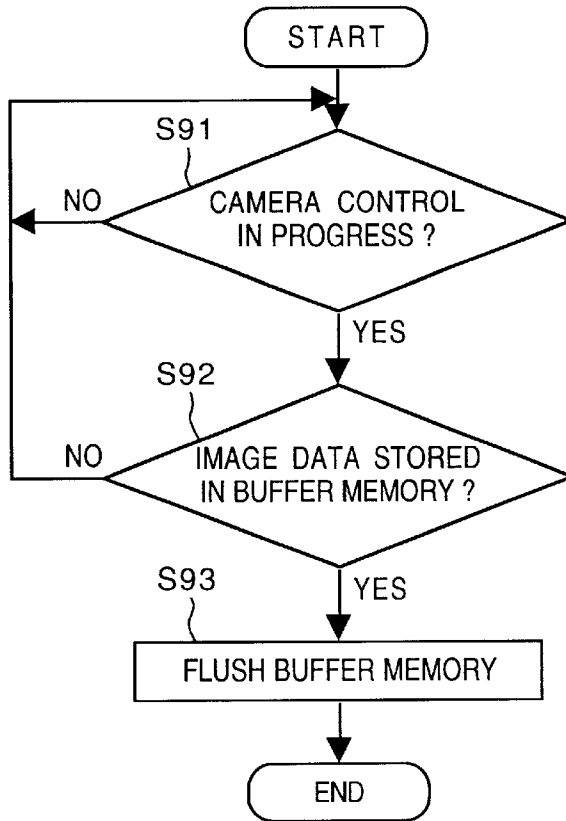 START
S91
NO
CAMERA CONTROL
IN PROGRESS ?
YES
S92
NO
IMAGE DATA STORED
IN BUFFER MEMORY ?
YES
S93
FLUSH BUFFER MEMORY
END